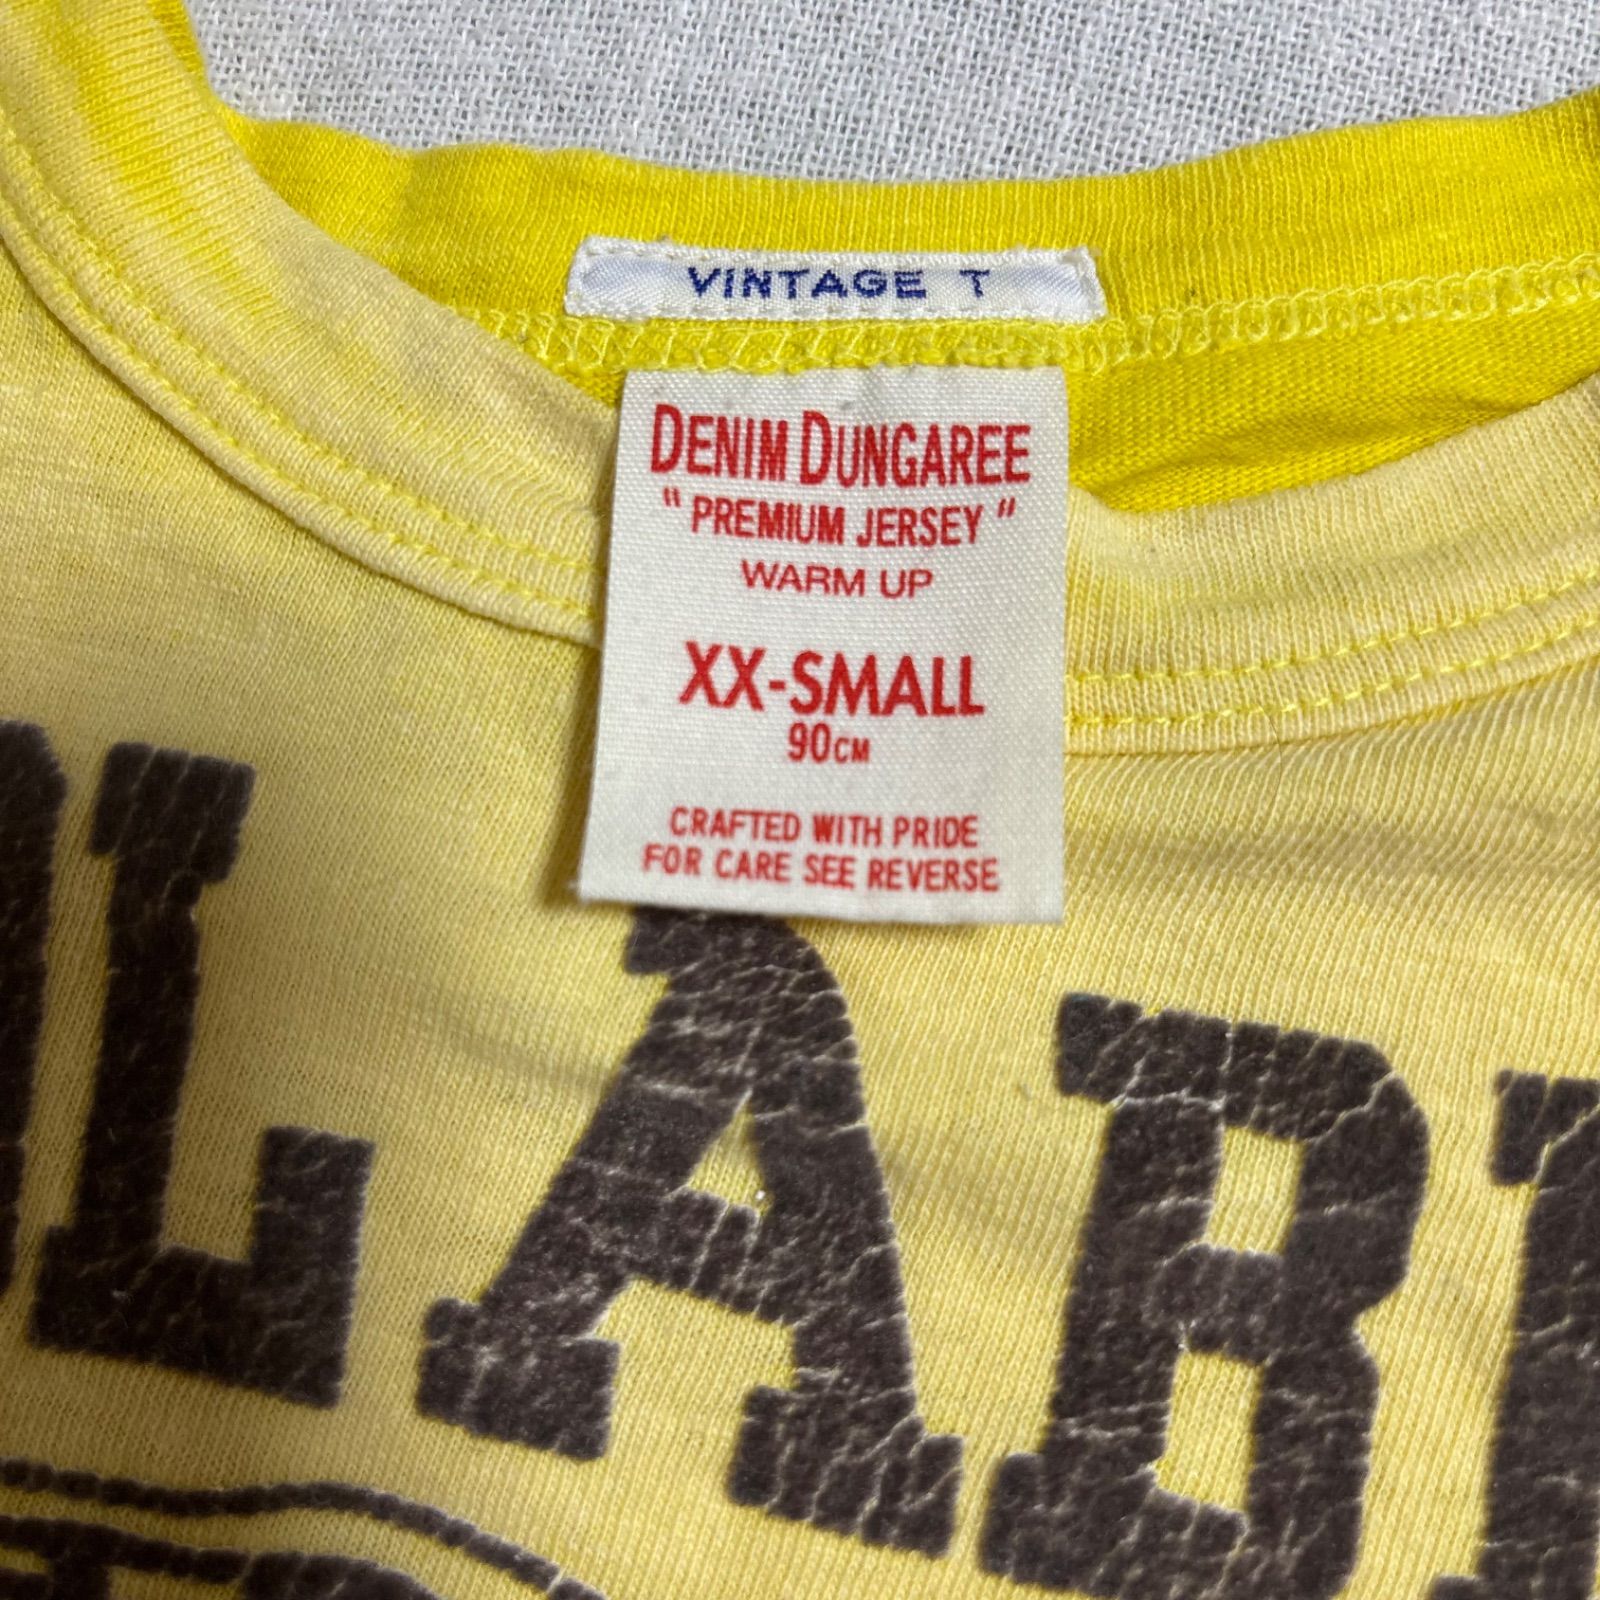 VINTAGE T
DENIM DUNGAREE
"PREMIUM JERSEY"
WARM UP
XX-SMALL
90CM
CRAFTED WITH PRIDE
FOR CARE SEE REVERSE
LAB